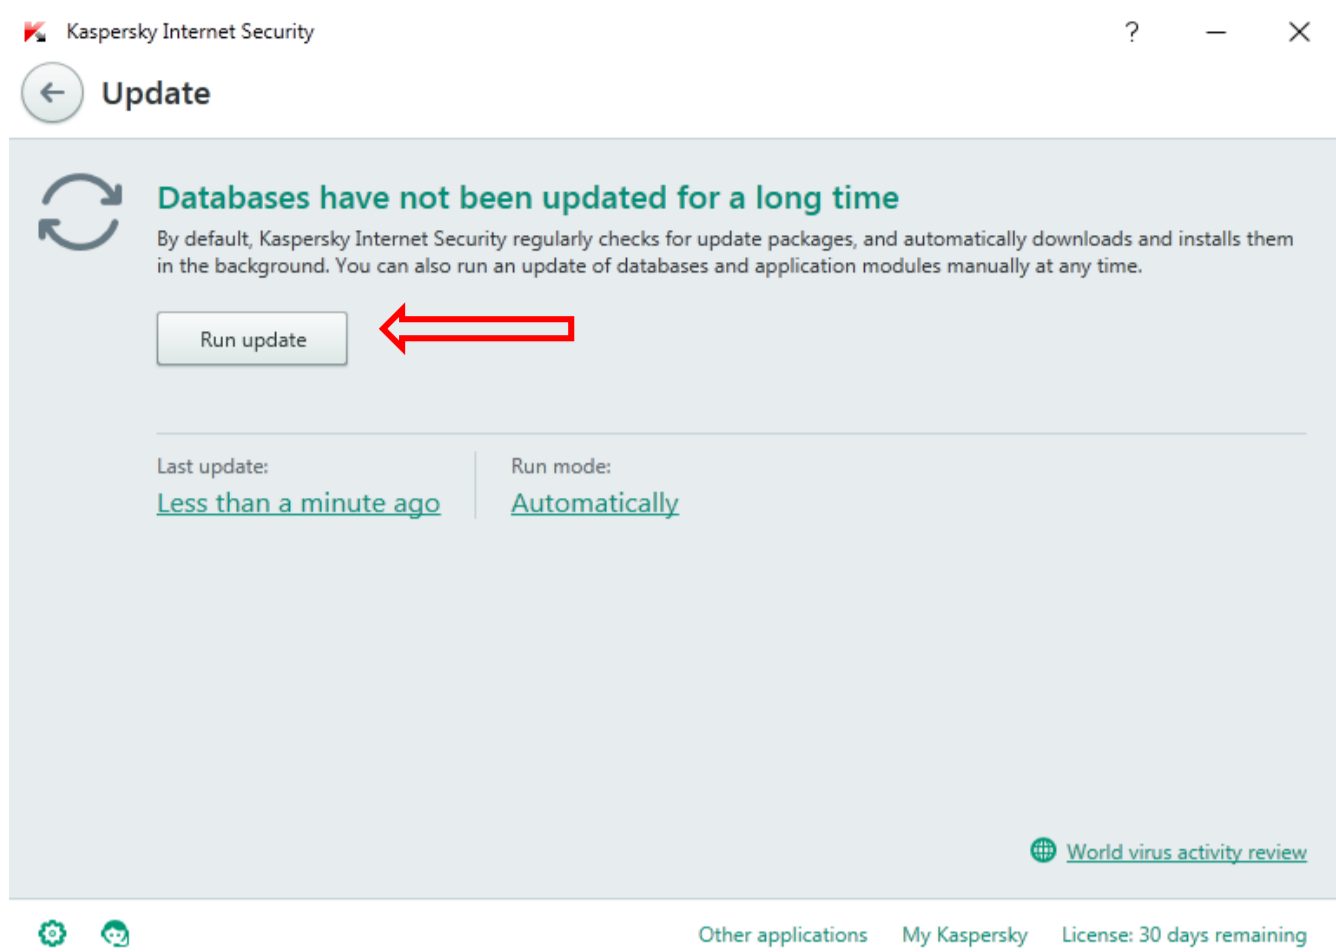 Kaspersky Internet Security
?
Update
Databases have not been updated for a long time
By default, Kaspersky Internet Security regularly checks for update packages, and automatically downloads and installs them
in the background. You can also run an update of databases and application modules manually at any time.
Run update
Last update:
Run mode:
Less than a minute ago
Automatically
World virus activity review
Other applications
My Kaspersky
License: 30 days remaining